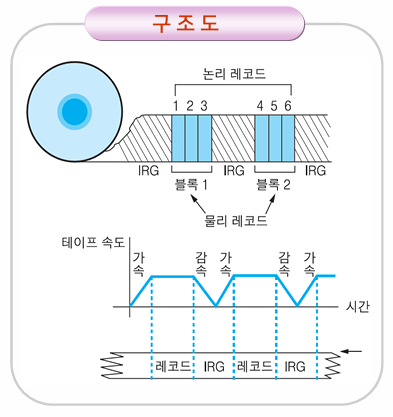 구조도
논리 레코드
1 2 3 4 5 6
IRG IRG IRG
블록 1 블록 2
물리 레코드
테이프 속도
가속 감속 가속 감속 가속
시간
레코드 IRG 레코드 IRG